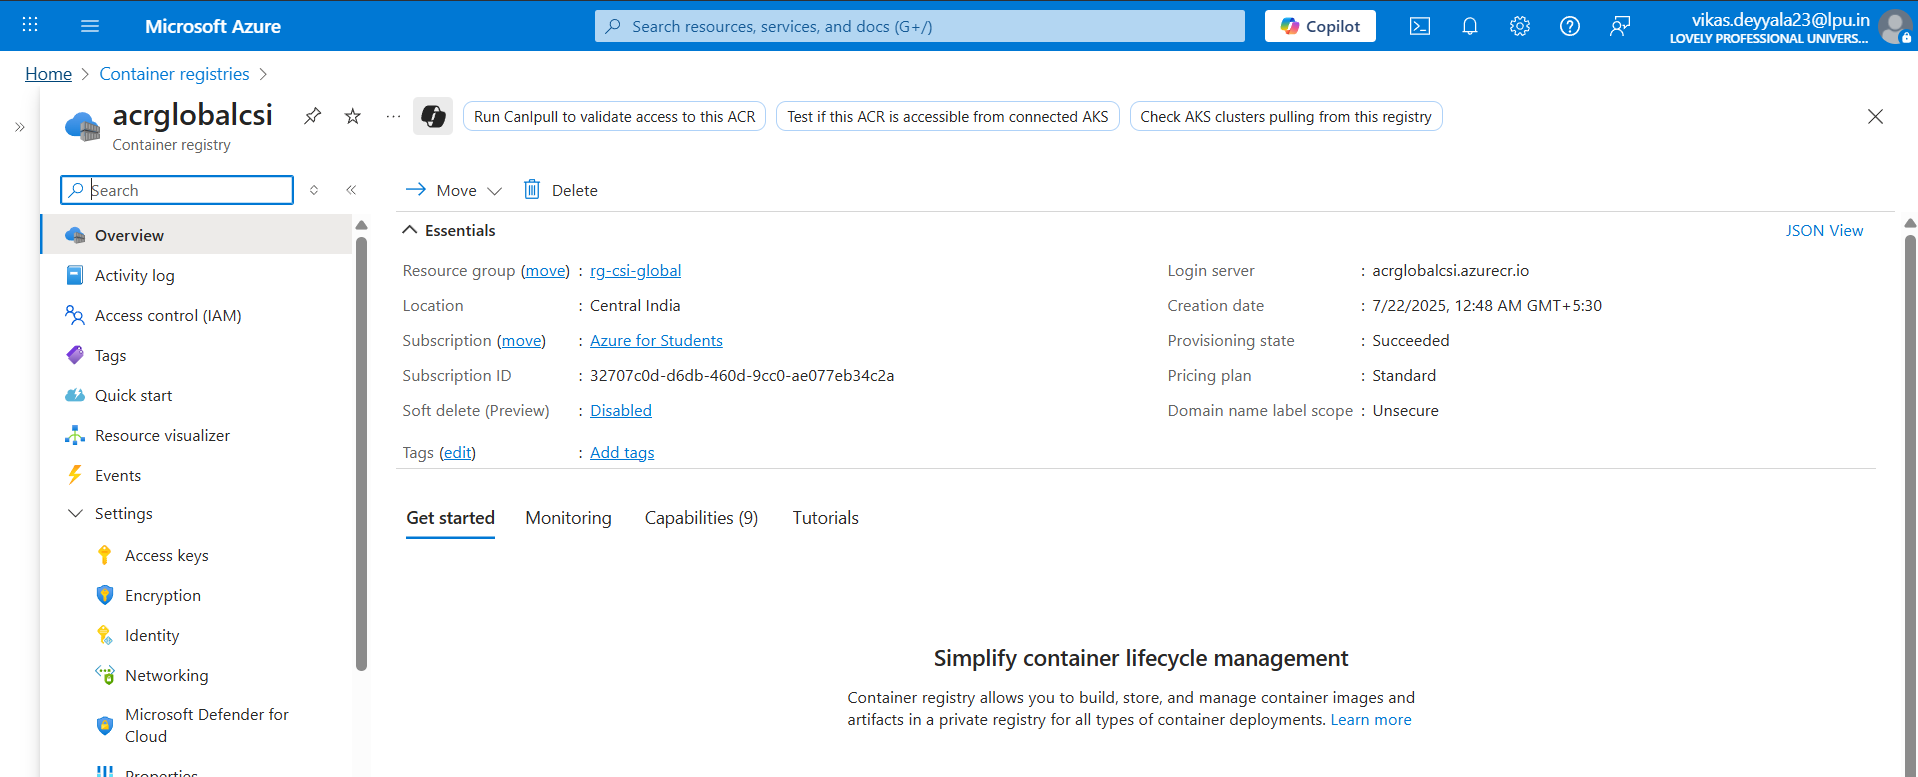 Microsoft Azure
Search resources, services, and docs (G+/)
Copilot
vikas.deyyala23@lpu.in
LOVELY PROFESSIONAL UNIVERS...
Home
Container registries
acrglobalcsi
Container registry
Run CanIpull to validate access to this ACR
Test if this ACR is accessible from connected AKS
Check AKS clusters pulling from this registry
Search
Move
Delete
Overview
Activity log
Access control (IAM)
Tags
Quick start
Resource visualizer
Events
Settings
Access keys
Encryption
Identity
Networking
Microsoft Defender for
Cloud
Properties
Essentials
JSON View
Resource group (move) : rg-csi-global
Location : Central India
Subscription (move) : Azure for Students
Subscription ID : 32707c0d-d6db-460d-9cc0-ae077eb34c2a
Soft delete (Preview) : Disabled
Tags (edit) : Add tags
Login server : acrglobalcsi.azurecr.io
Creation date : 7/22/2025, 12:48 AM GMT+5:30
Provisioning state : Succeeded
Pricing plan : Standard
Domain name label scope : Unsecure
Get started
Monitoring
Capabilities (9)
Tutorials
Simplify container lifecycle management
Container registry allows you to build, store, and manage container images and
artifacts in a private registry for all types of container deployments. Learn more